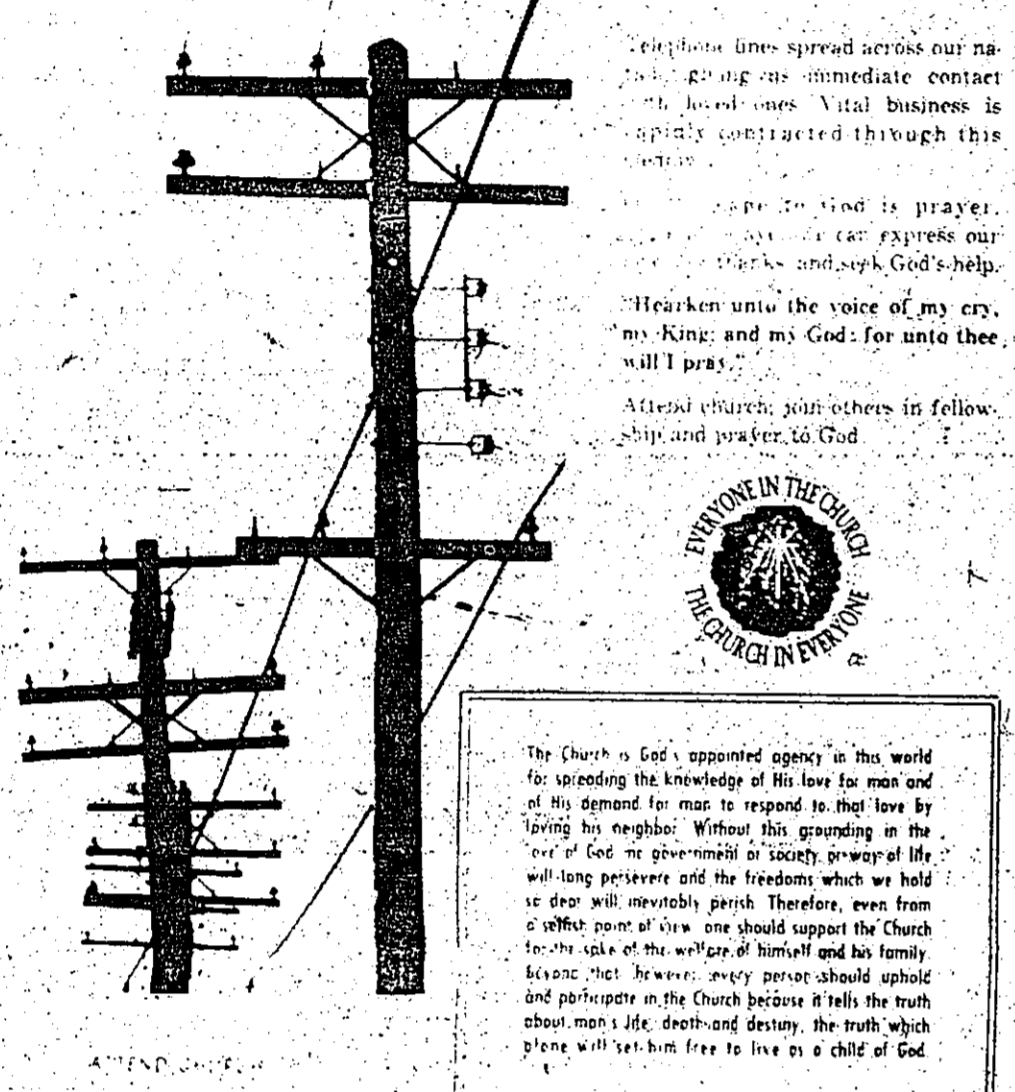 Telephone lines spread across our na-
giving us immediate contact
with loved ones Vital business is
rapidly contracted through this
to God is prayer.
can express our
thanks and seek God's help.
"Hearken unto the voice of my cry,
my King, and my God: for unto thee
will I pray."
Attend church; join others in fellow-
ship and prayer to God
EVERYONE IN THE CHURCH
THE CHURCH IN EVERYONE
The Church is God's appointed agency in this world
for spreading the knowledge of His love for man and
of His demand for man to respond to that love by
loving his neighbor Without this grounding in the
love of God no government or society or way of life
will long persevere and the freedoms which we hold
so dear will inevitably perish Therefore, even from
a selfish point of view one should support the Church
for the sake of the welfare of himself and his family
Beyond that however every person should uphold
and participate in the Church because it tells the truth
about man's life, death and destiny, the truth which
alone will set him free to live as a child of God
ATTEND CHURCH